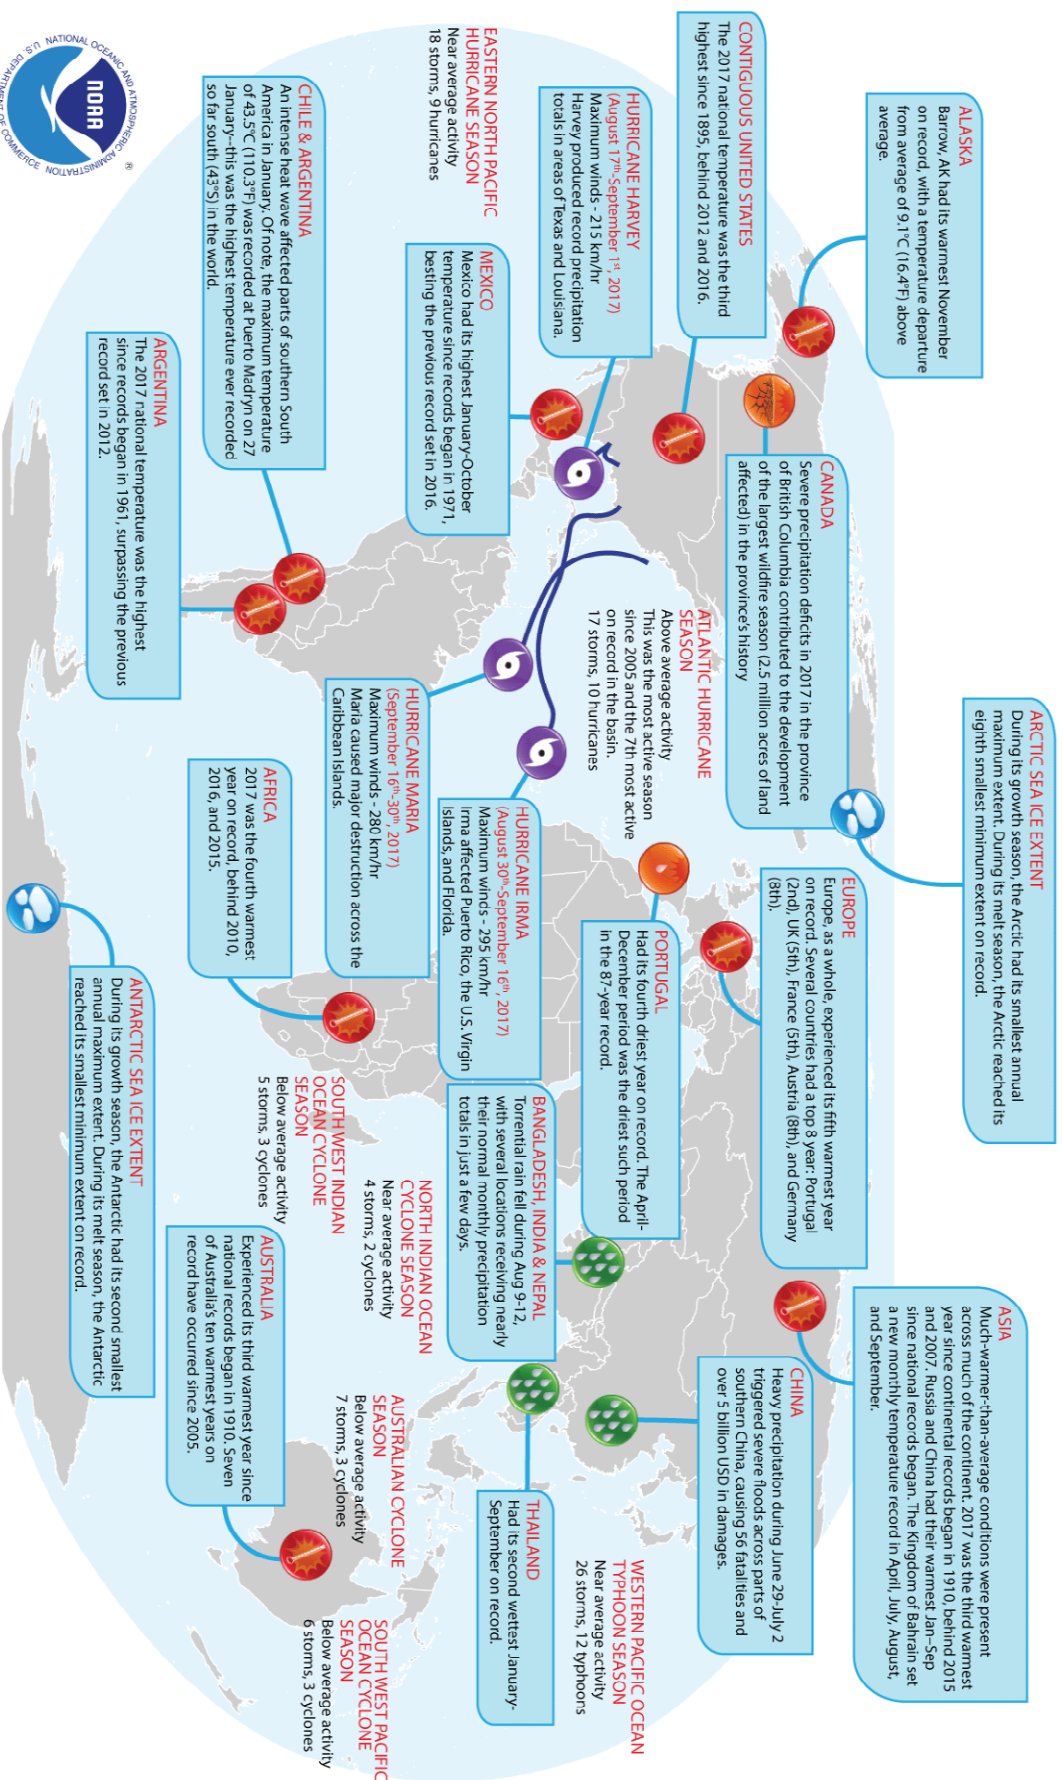 ARCTIC SEA ICE EXTENT
During its growth season, the Arctic had its smallest annual
maximum extent. During its melt season, the Arctic reached its
eighth smallest minimum extent on record.
ALASKA
Barrow, AK had its warmest November
on record, with a temperature departure
from average of 9.1°C (16.4°F) above
average.
ASIA
Much-warmer-than-average conditions were present
across much of the continent. 2017 was the third warmest
year since continental records began in 1910, behind 2015
and 2007. Russia and China had their warmest Jan–Sep
since national records began. The Kingdom of Bahrain set
a new monthly temperature record in April, July, August,
and September.
CANADA
Severe precipitation deficits in 2017 in the province
of British Columbia contributed to the development
of the largest wildfire season (2.5 million acres of land
affected) in the province's history
EUROPE
Europe, as a whole, experienced its fifth warmest year
on record. Several countries had a top 8 year: Portugal
(2nd), UK (5th), France (5th), Austria (8th), and Germany
(8th).
CONTIGUOUS UNITED STATES
The 2017 national temperature was the third
highest since 1895, behind 2012 and 2016.
CHINA
Heavy precipitation during June 29-July 2
triggered severe floods across parts of
southern China, causing 56 fatalities and
over 5 billion USD in damages.
ATLANTIC HURRICANE
SEASON
Above average activity
This was the most active season
since 2005 and the 7th most active
on record in the basin.
17 storms, 10 hurricanes
PORTUGAL
Had its fourth driest year on record. The April-
December period was the driest such period
in the 87-year record.
HURRICANE HARVEY
(August 17th-September 1st, 2017)
Maximum winds - 215 km/hr
Harvey produced record precipitation
totals in areas of Texas and Louisiana.
WESTERN PACIFIC OCEAN
TYPHOON SEASON
Near average activity
26 storms, 12 typhoons
HURRICANE IRMA
(August 30th-September 16th, 2017)
Maximum winds - 295 km/hr
Irma affected Puerto Rico, the U.S. Virgin
Islands, and Florida.
BANGLADESH, INDIA & NEPAL
Torrential rain fell during Aug 9-12,
with several locations receiving nearly
their normal monthly precipitation
totals in just a few days.
THAILAND
Had its second wettest January-
September on record.
EASTERN NORTH PACIFIC
HURRICANE SEASON
Near average activity
18 storms, 9 hurricanes
MEXICO
Mexico had its highest January-October
temperature since records began in 1971,
besting the previous record set in 2016.
HURRICANE MARIA
(September 16th-30th, 2017)
Maximum winds - 280 km/hr
Maria caused major destruction across the
Caribbean Islands.
NORTH INDIAN OCEAN
CYCLONE SEASON
Near average activity
4 storms, 2 cyclones
AUSTRALIAN CYCLONE
SEASON
Below average activity
7 storms, 3 cyclones
SOUTH WEST PACIFIC
OCEAN CYCLONE
SEASON
Below average activity
6 storms, 3 cyclones
SOUTH WEST INDIAN
OCEAN CYCLONE
SEASON
Below average activity
5 storms, 3 cyclones
CHILE & ARGENTINA
An intense heat wave affected parts of southern South
America in January. Of note, the maximum temperature
of 43.5°C (110.3°F) was recorded at Puerto Madryn on 27
January—this was the highest temperature ever recorded
so far south (43°S) in the world.
AFRICA
2017 was the fourth warmest
year on record, behind 2010,
2016, and 2015.
AUSTRALIA
Experienced its third warmest year since
national records began in 1910. Seven
of Australia's ten warmest years on
record have occurred since 2005.
ARGENTINA
The 2017 national temperature was the highest
since records began in 1961, surpassing the previous
record set in 2012.
ANTARCTIC SEA ICE EXTENT
During its growth season, the Antarctic had its second smallest
annual maximum extent. During its melt season, the Antarctic
reached its smallest minimum extent on record.
NATIONAL OCEANIC AND ATMOSPHERIC ADMINISTRATION
NOAA
U.S. DEPARTMENT OF COMMERCE
®